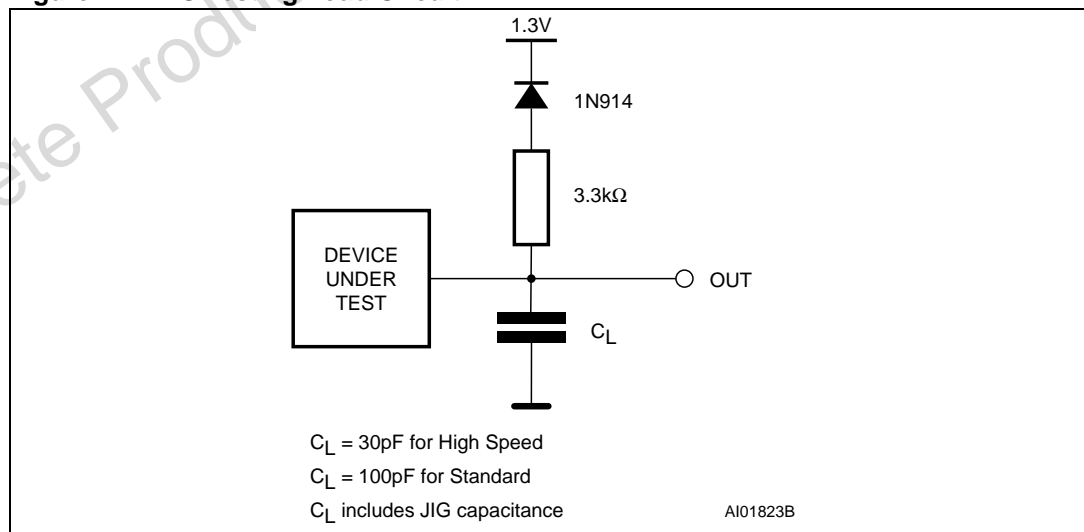 1.3V
1N914
3.3kΩ
DEVICE
UNDER
TEST
OUT
CL
CL = 30pF for High Speed
CL = 100pF for Standard
CL includes JIG capacitance
AI01823B